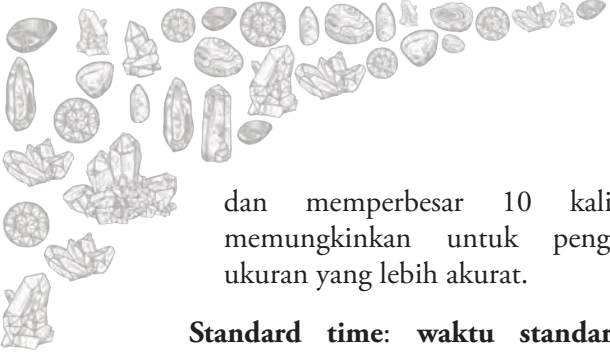 dan memperbesar 10 kali
memungkinkan untuk peng
ukuran yang lebih akurat.
Standard time: waktu standar